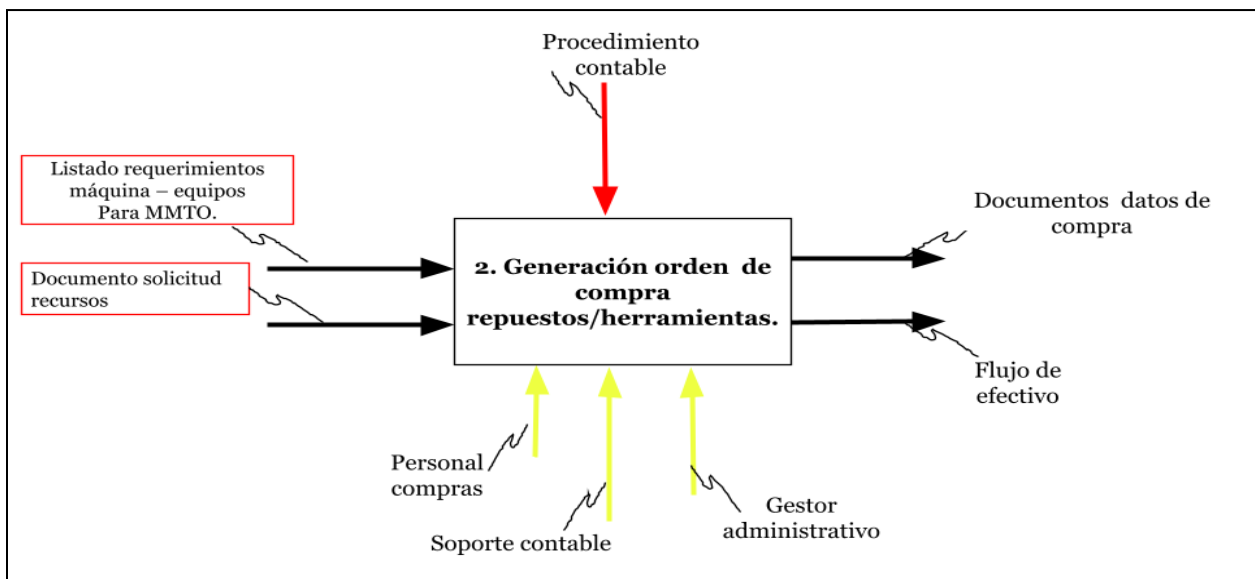 Procedimiento
contable
Listado requerimientos
máquina – equipos
Para MMTO.
Documento solicitud
recursos
2. Generación orden de
compra
repuestos/herramientas.
Documentos datos de
compra
Flujo de
efectivo
Personal
compras
Soporte contable
Gestor
administrativo